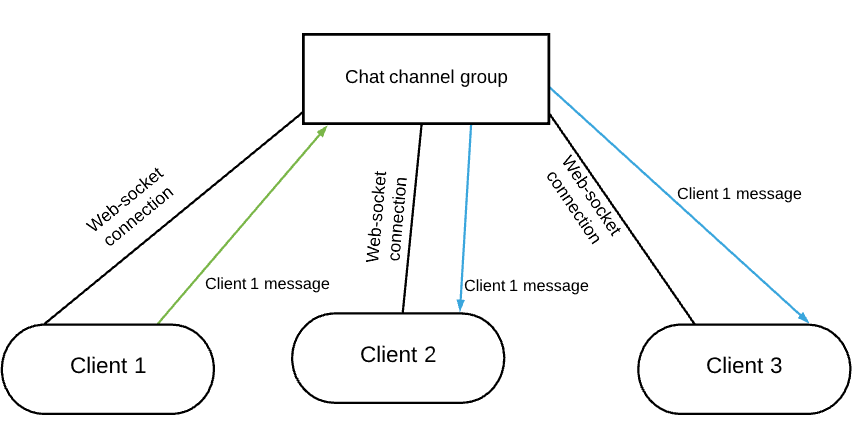 Chat channel group
Web-socket
connection
Web-socket
connection
Web-socket
connection
Client 1 message
Client 1 message
Client 1 message
Client 1
Client 2
Client 3